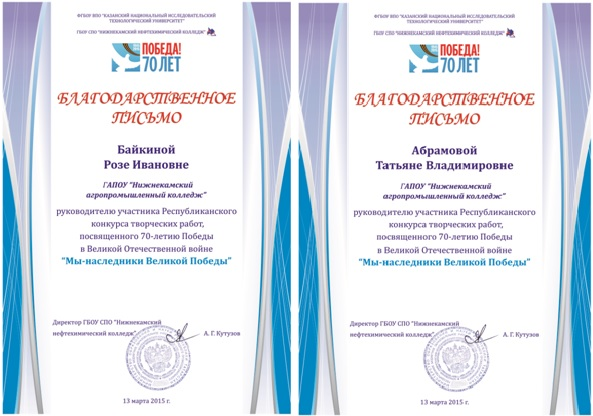 ФГБОУ ВПО "КАЗАНСКИЙ НАЦИОНАЛЬНЫЙ ИССЛЕДОВАТЕЛЬСКИЙ
ТЕХНОЛОГИЧЕСКИЙ УНИВЕРСИТЕТ"
ГБОУ СПО "НИЖНЕКАМСКИЙ НЕФТЕХИМИЧЕСКИЙ КОЛЛЕДЖ"
ПОБЕДА!
70 ЛЕТ
БЛАГОДАРСТВЕННОЕ
ПИСЬМО
Байкиной
Розе Ивановне
ГАПОУ "Нижнекамский
агропромышленный колледж"
руководителю участника Республиканского
конкурса творческих работ,
посвященного 70-летию Победы
в Великой Отечественной войне
"Мы-наследники Великой Победы"
Директор ГБОУ СПО "Нижнекамский
нефтехимический колледж" А. Г. Кутузов
13 марта 2015 г.
ФГБОУ ВПО "КАЗАНСКИЙ НАЦИОНАЛЬНЫЙ ИССЛЕДОВАТЕЛЬСКИЙ
ТЕХНОЛОГИЧЕСКИЙ УНИВЕРСИТЕТ"
ГБОУ СПО "НИЖНЕКАМСКИЙ НЕФТЕХИМИЧЕСКИЙ КОЛЛЕДЖ"
ПОБЕДА!
70 ЛЕТ
БЛАГОДАРСТВЕННОЕ
ПИСЬМО
Абрамовой
Татьяне Владимировне
ГАПОУ "Нижнекамский
агропромышленный колледж"
руководителю участника Республиканского
конкурса творческих работ,
посвященного 70-летию Победы
в Великой Отечественной войне
"Мы-наследники Великой Победы"
Директор ГБОУ СПО "Нижнекамский
нефтехимический колледж" А. Г. Кутузов
13 марта 2015 г.